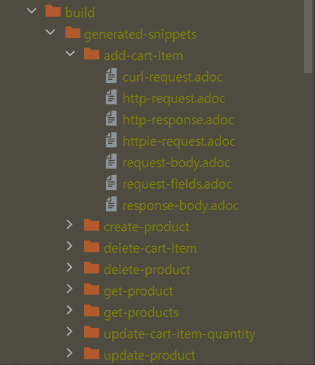 build
generated-snippets
add-cart-item
curl-request.adoc
http-request.adoc
http-response.adoc
httpie-request.adoc
request-body.adoc
request-fields.adoc
response-body.adoc
create-product
delete-cart-item
delete-product
get-product
get-products
update-cart-item-quantity
update-product